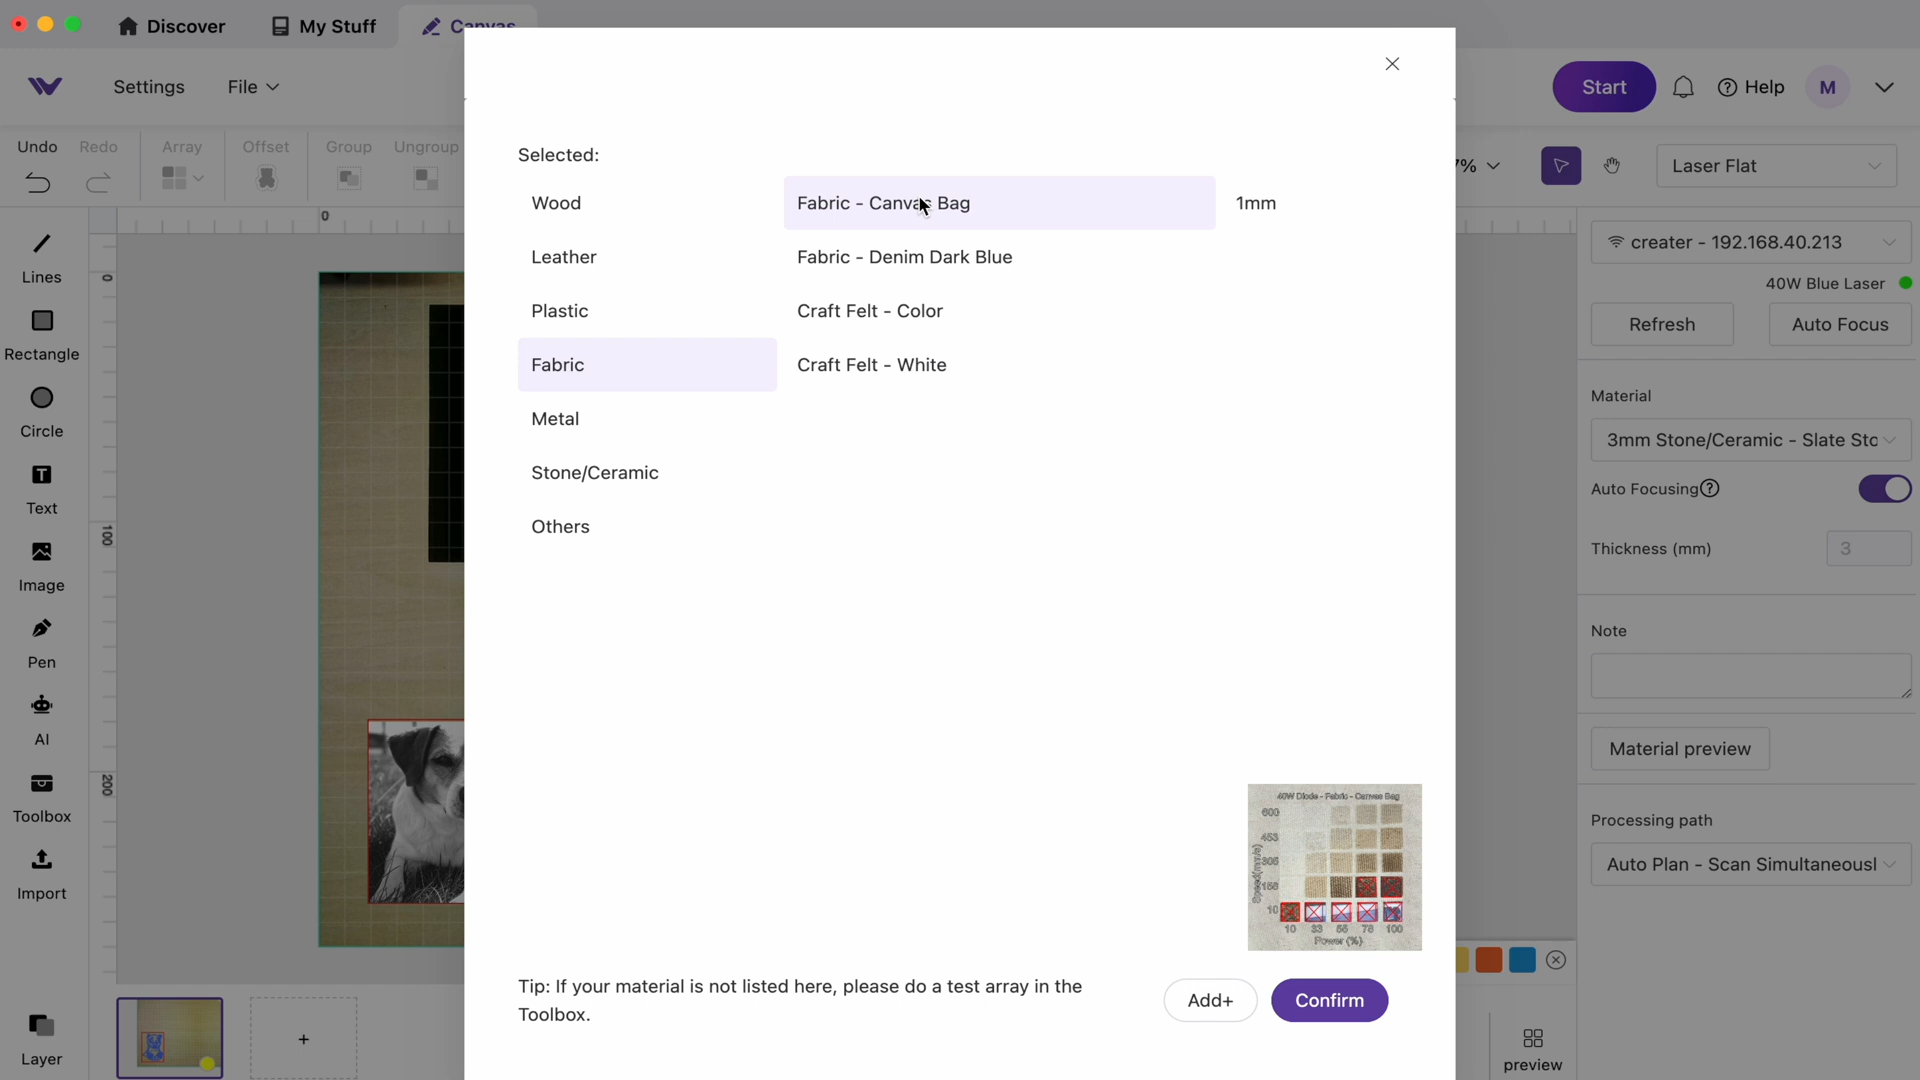 Discover
My Stuff
Canvas
Settings
File
Start
Help
M
Undo
Redo
Array
Offset
Group
Ungroup
7%
Laser Flat
Selected:
Wood
Leather
Plastic
Fabric
Metal
Stone/Ceramic
Others
Fabric - Canvas Bag
Fabric - Denim Dark Blue
Craft Felt - Color
Craft Felt - White
1mm
0
0
100
200
Lines
Rectangle
Circle
Text
Image
Pen
AI
Toolbox
Import
Layer
creater - 192.168.40.213
40W Blue Laser
Refresh
Auto Focus
Material
3mm Stone/Ceramic - Slate Stc
Auto Focusing
Thickness (mm)
3
Note
Material preview
Processing path
Auto Plan - Scan Simultaneousl
40W Diode - Fabric - Canvas Bag
600
453
305
158
10
Speed(mm/s)
10 33 55 78 100
Power (%)
Tip: If your material is not listed here, please do a test array in the
Toolbox.
Add+
Confirm
preview